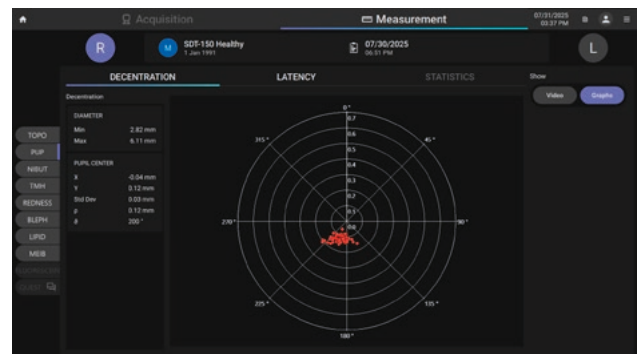 Acquisition
Measurement
07/31/2025
03:37 PM
R
M
SDT-150 Healthy
1 Jan 1991
07/30/2025
06:51 PM
L
DECENTRATION
LATENCY
STATISTICS
Show
Video
Graphs
Decentration
DIAMETER
Min 2.82 mm
Max 6.11 mm
PUPIL CENTER
X -0.04 mm
Y 0.12 mm
Std Dev 0.03 mm
ρ 0.12 mm
200 °
TOPO
PUP
NIBUT
TMH
REDNESS
BLEPH
LIPID
MEIB
0°
0.7
0.6
0.5
0.4
0.3
0.2
0.1
0.0
315 °
45 °
270 °
90 °
225 °
135 °
180 °